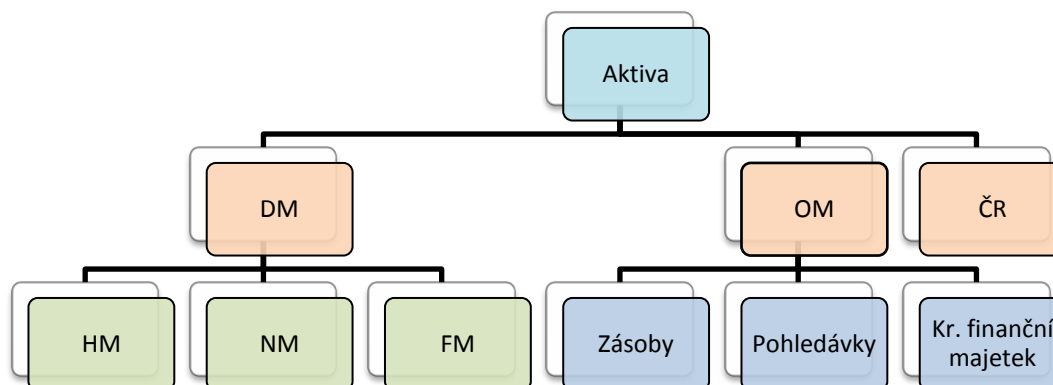 Aktiva
DM
OM
ČR
HM
NM
FM
Zásoby
Pohledávky
Kr. finanční
majetek